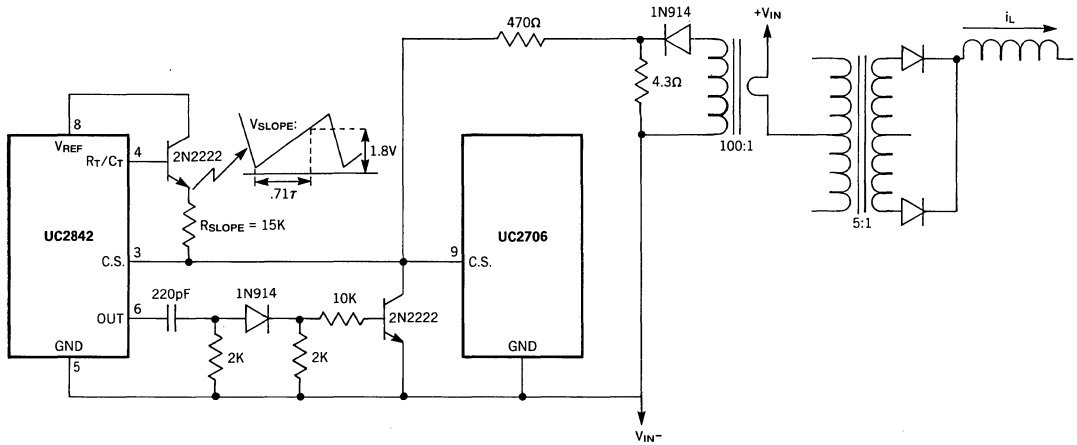 470Ω
1N914
+VIN
iL
4.3Ω
100:1
5:1
8
VREF
RT/CT
4
2N2222
VSLOPE:
1.8V
.71τ
RSLOPE = 15K
UC2842
UC2706
C.S.
3
9
C.S.
220pF
1N914
10K
OUT
6
2N2222
2K
2K
GND
5
GND
VIN-